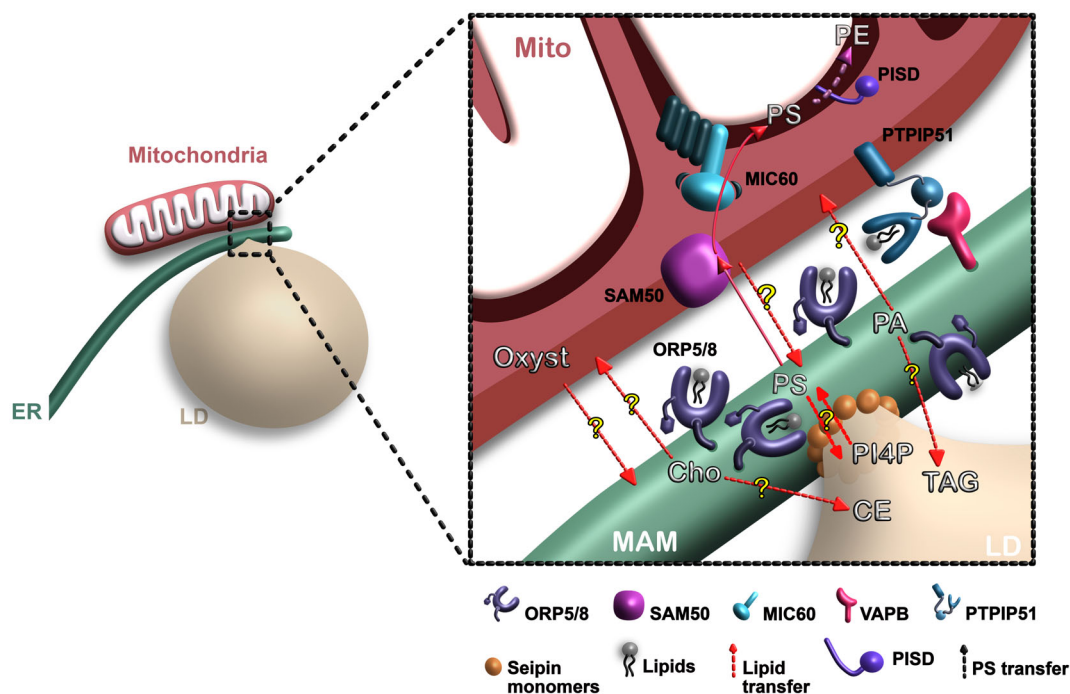 Mitochondria
ER
LD
Mito
PE
PISD
PS
PTPIP51
MIC60
SAM50
?
?
Oxyst
ORP5/8
PA
?
?
PS
?
?
PI4P
Cho
?
TAG
CE
MAM
LD
ORP5/8
SAM50
MIC60
VAPB
PTPIP51
Seipin
monomers
Lipids
Lipid
transfer
PISD
PS transfer